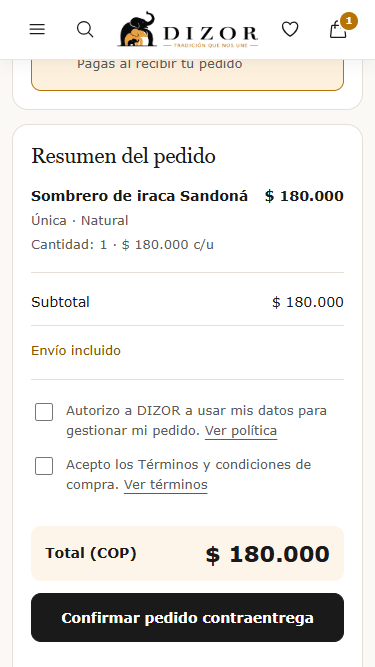 1
DIZOR
TRADICIÓN QUE NOS UNE
Pagas al recibir tu pedido
Resumen del pedido
Sombrero de iraca Sandoná $ 180.000
Única · Natural
Cantidad: 1 · $ 180.000 c/u
Subtotal $ 180.000
Envío incluido
Autorizo a DIZOR a usar mis datos para
gestionar mi pedido. Ver política
Acepto los Términos y condiciones de
compra. Ver términos
Total (COP) $ 180.000
Confirmar pedido contraentrega